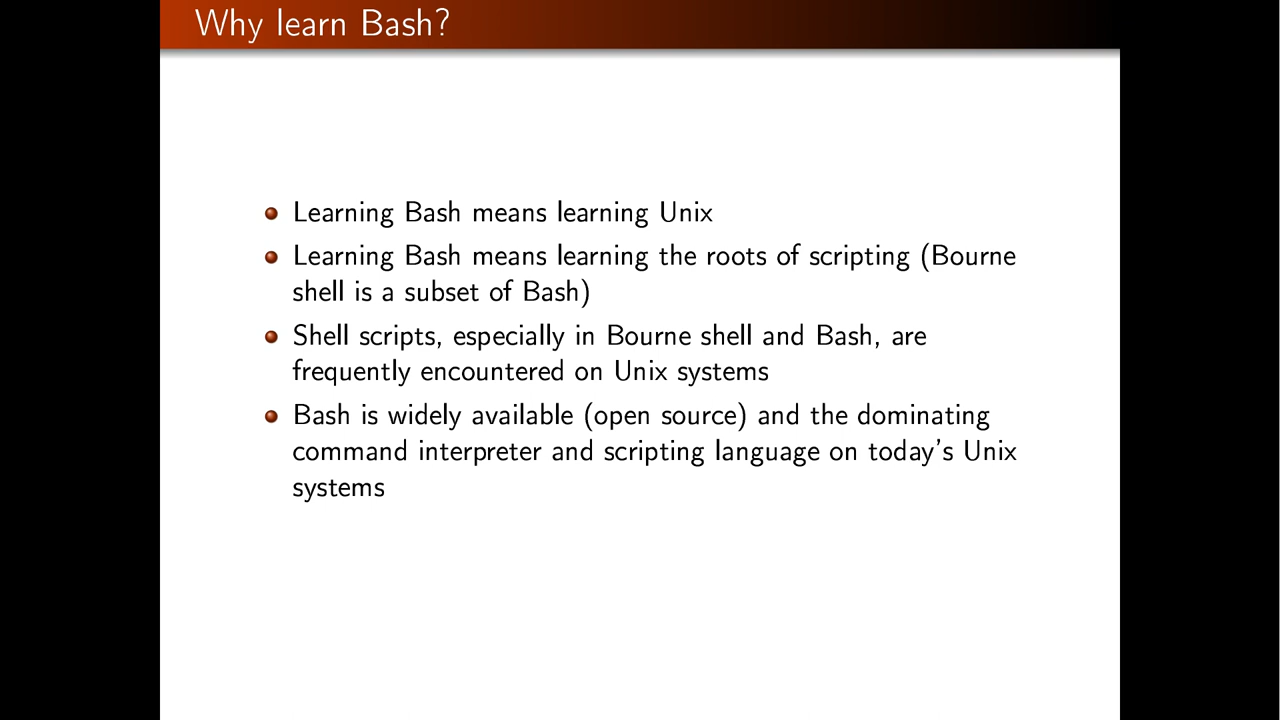 Why learn Bash?
Learning Bash means learning Unix
Learning Bash means learning the roots of scripting (Bourne
shell is a subset of Bash)
Shell scripts, especially in Bourne shell and Bash, are
frequently encountered on Unix systems
Bash is widely available (open source) and the dominating
command interpreter and scripting language on today's Unix
systems